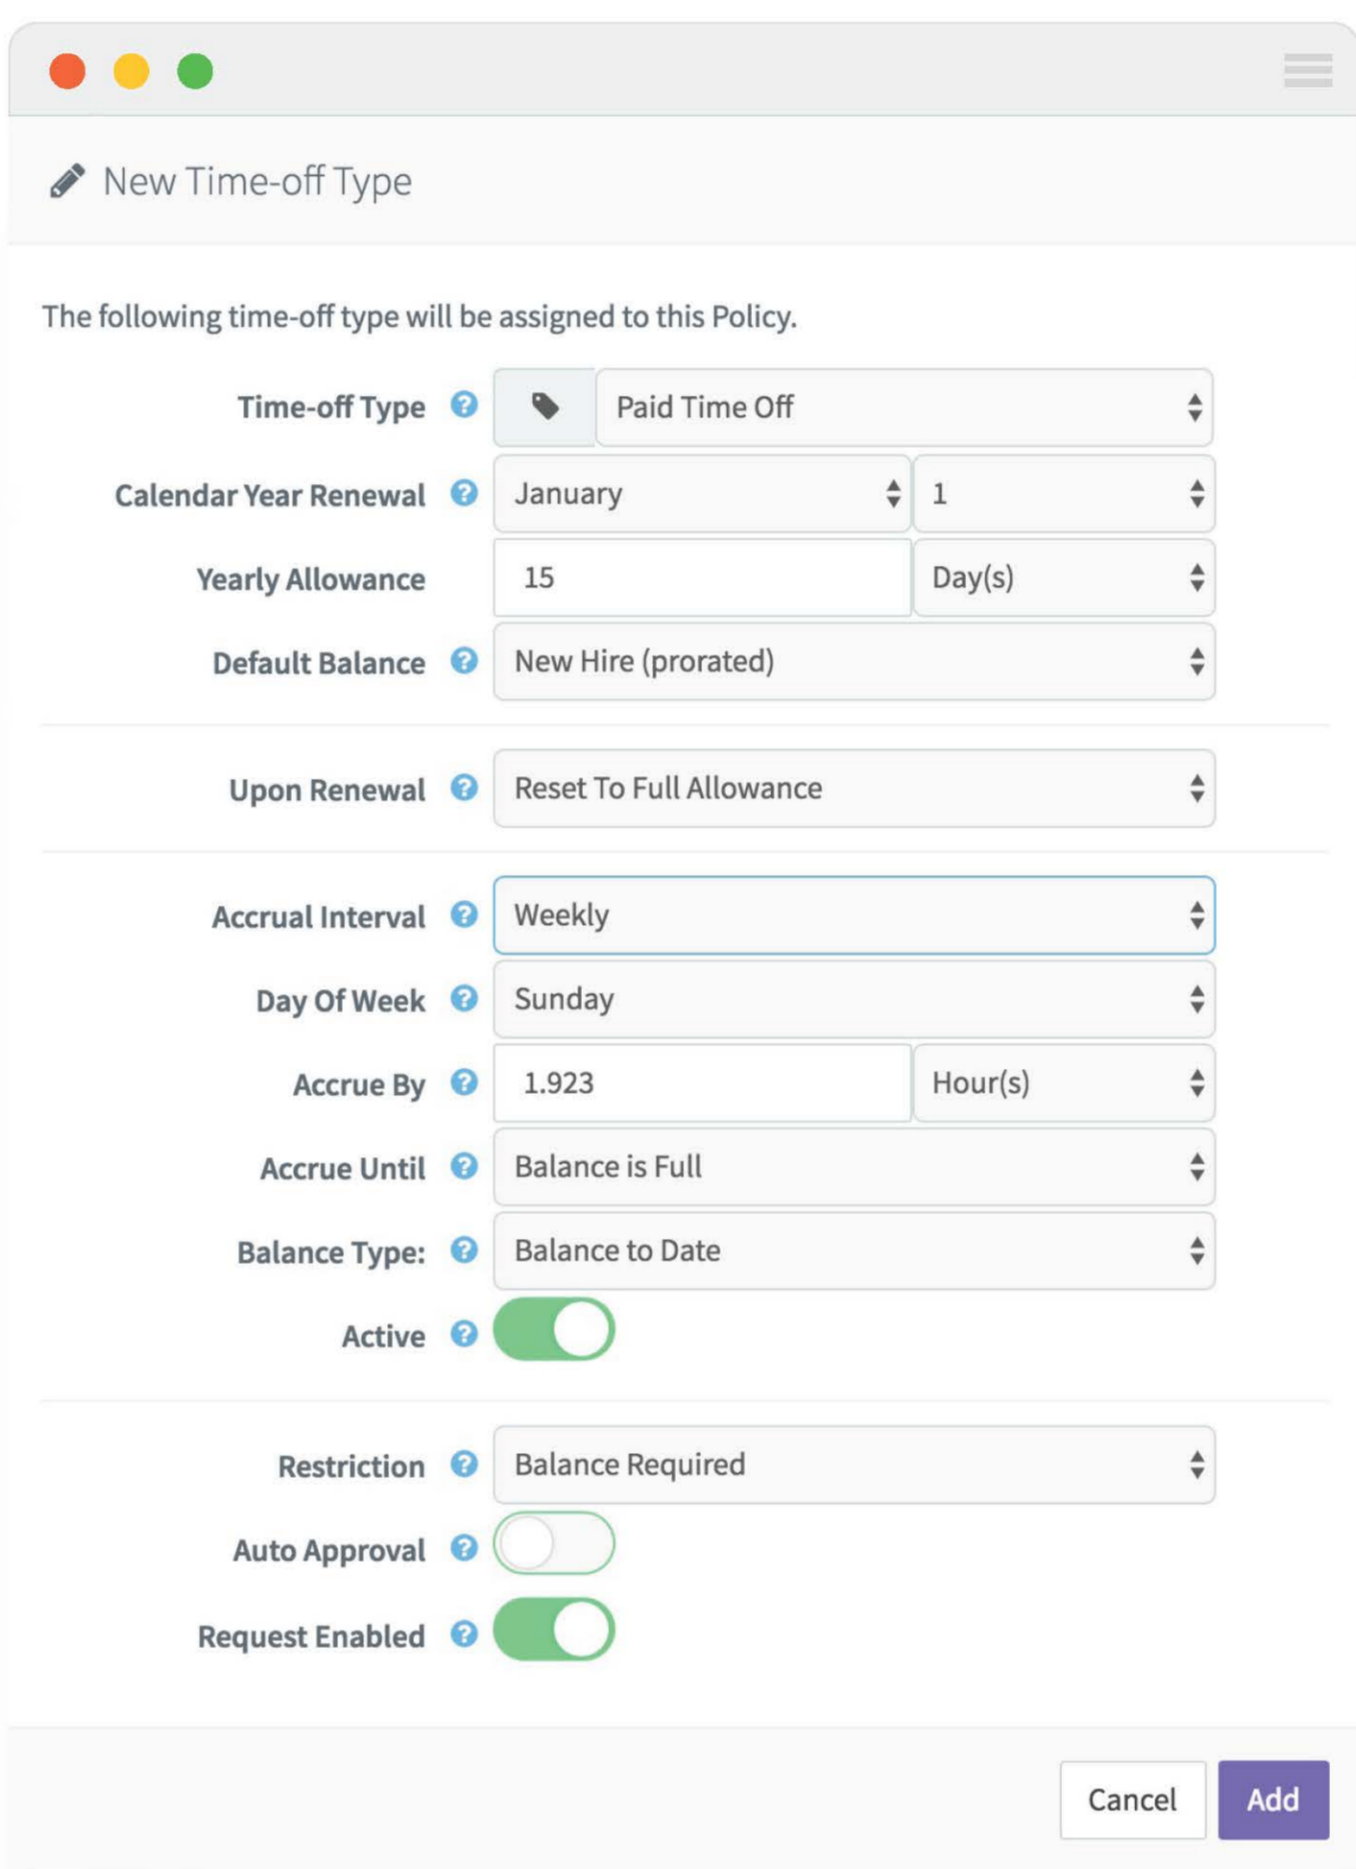 New Time-off Type
The following time-off type will be assigned to this Policy.
Time-off Type ? Paid Time Off
Calendar Year Renewal ? January 1
Yearly Allowance 15 Day(s)
Default Balance ? New Hire (prorated)
Upon Renewal ? Reset To Full Allowance
Accrual Interval ? Weekly
Day Of Week ? Sunday
Accrue By ? 1.923 Hour(s)
Accrue Until ? Balance is Full
Balance Type: ? Balance to Date
Active ?
Restriction ? Balance Required
Auto Approval ?
Request Enabled ?
Cancel Add